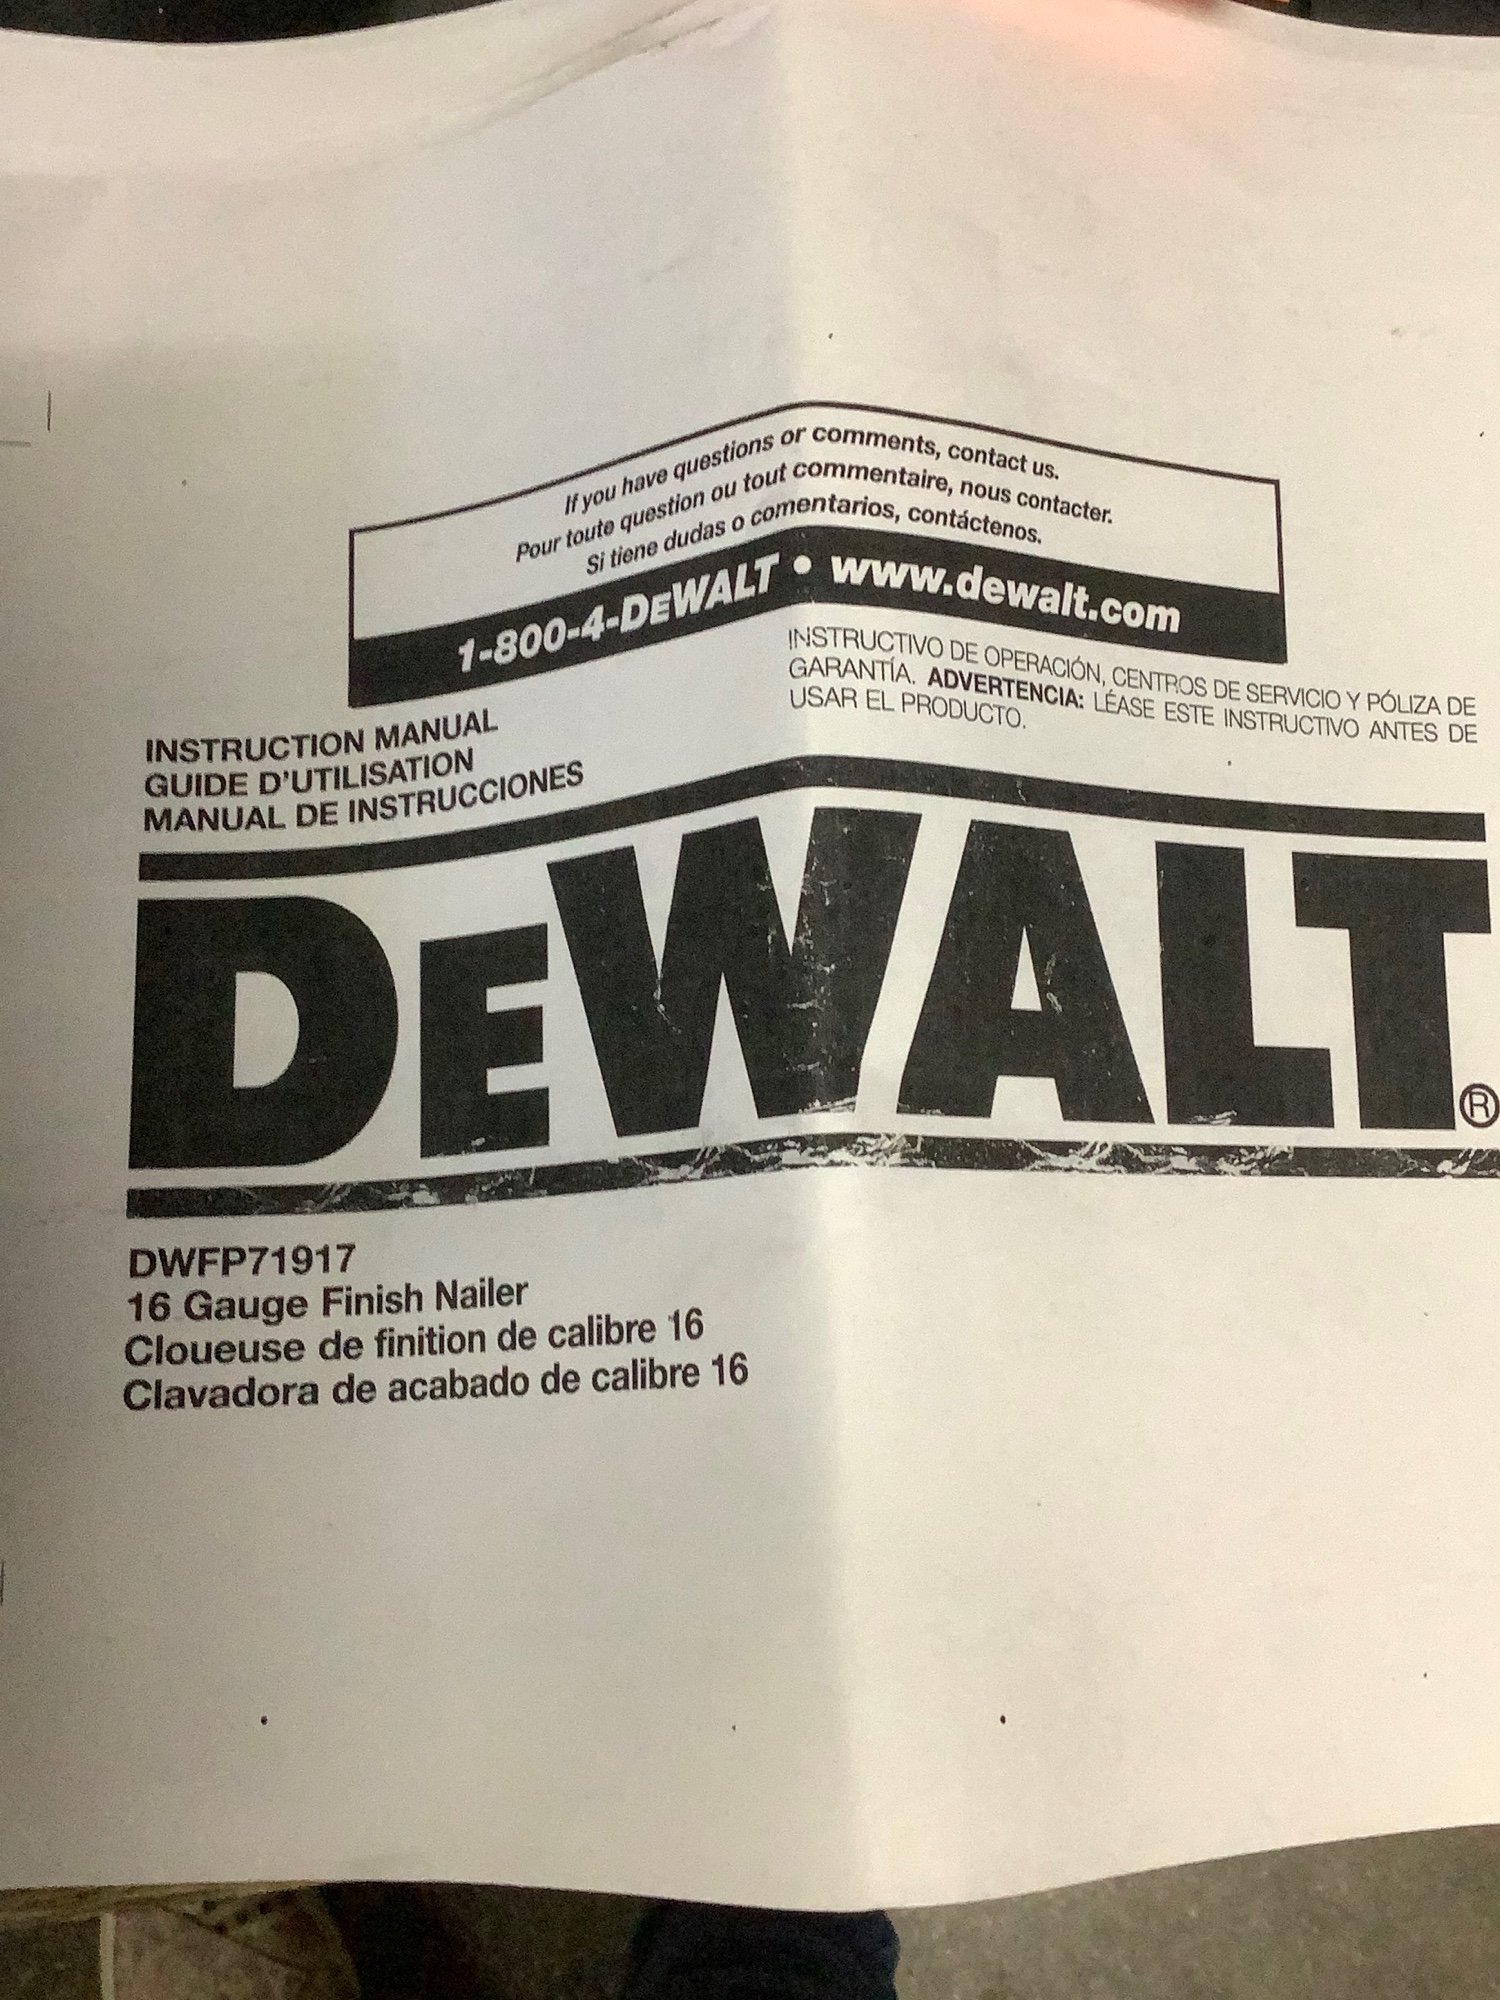 If you have questions or comments, contact us.
Pour toute question ou tout commentaire, nous contacter.
Si tiene dudas o comentarios, contáctenos.
1-800-4-DEWALT • www.dewalt.com
INSTRUCTIVO DE OPERACIÓN, CENTROS DE SERVICIO Y PÓLIZA DE
GARANTÍA. ADVERTENCIA: LÉASE ESTE INSTRUCTIVO ANTES DE
USAR EL PRODUCTO.
INSTRUCTION MANUAL
GUIDE D'UTILISATION
MANUAL DE INSTRUCCIONES
DEWALT®
DWFP71917
16 Gauge Finish Nailer
Cloueuse de finition de calibre 16
Clavadora de acabado de calibre 16